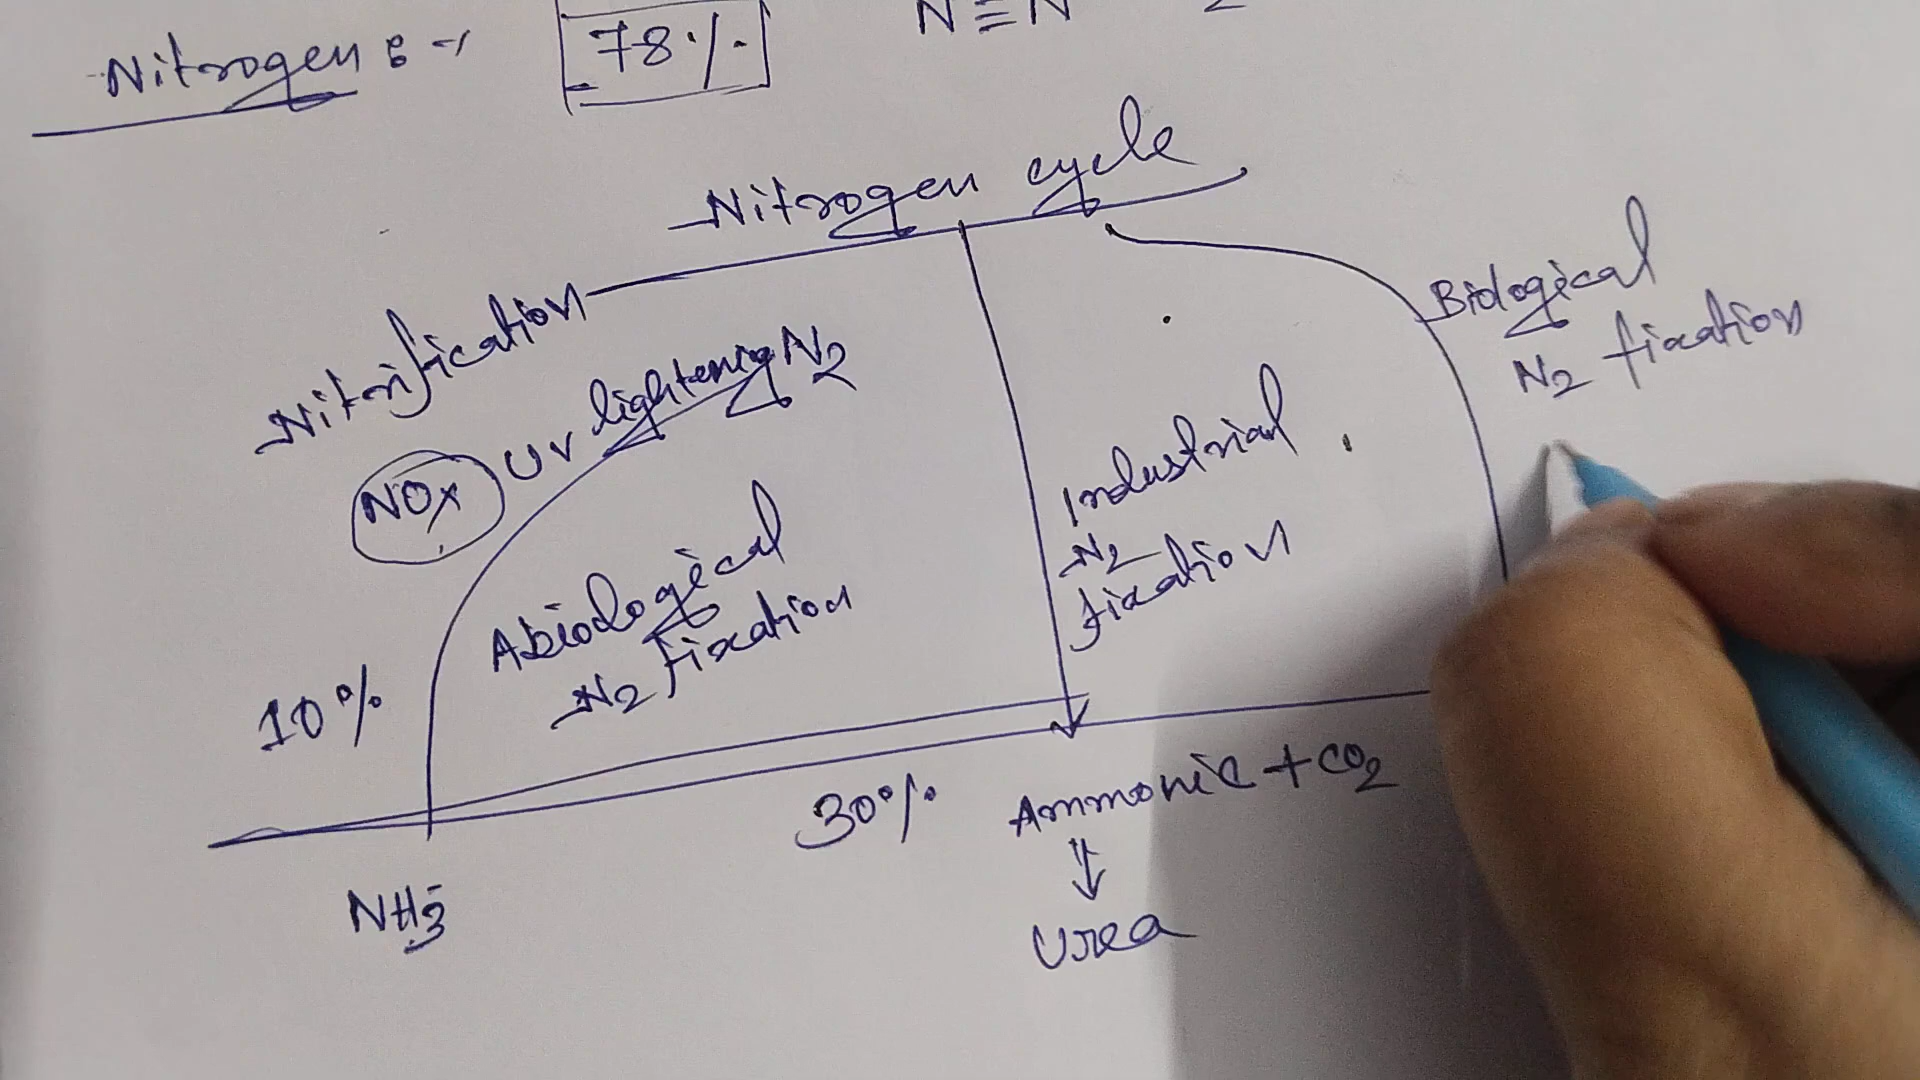 Nitrogen :-
78%
N≡N
Nitrogen cycle
Nitrification
NOx UV lightening N2
Abiological
N2 fixation
10%
Industrial
N2
fixation
Biological
N2 fixation
30%
Ammonia + CO2
⇓
Urea
NH3